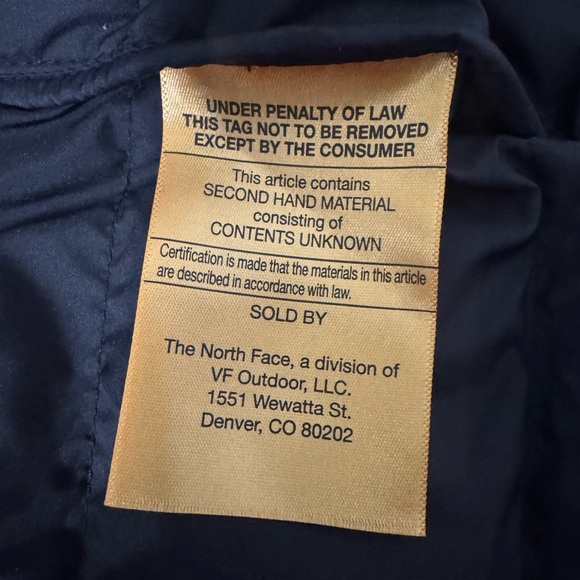 UNDER PENALTY OF LAW
THIS TAG NOT TO BE REMOVED
EXCEPT BY THE CONSUMER
This article contains
SECOND HAND MATERIAL
consisting of
CONTENTS UNKNOWN
Certification is made that the materials in this article
are described in accordance with law.
SOLD BY
The North Face, a division of
VF Outdoor, LLC.
1551 Wewatta St.
Denver, CO 80202